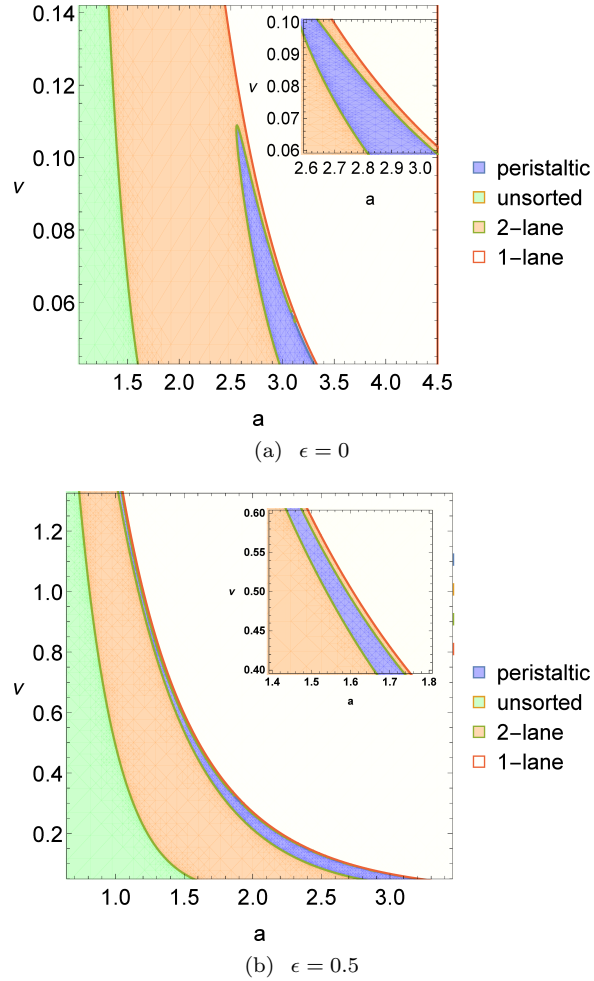 0.14
0.12
0.10
0.08
0.06
ν
1.5 2.0 2.5 3.0 3.5 4.0 4.5
a
0.10
0.09
0.08
0.07
0.06
ν
2.6 2.7 2.8 2.9 3.0
a
peristaltic
unsorted
2-lane
1-lane
(a) ϵ = 0
1.2
1.0
0.8
0.6
0.4
0.2
ν
1.0 1.5 2.0 2.5 3.0
a
0.60
0.55
0.50
0.45
0.40
ν
1.4 1.5 1.6 1.7 1.8
a
peristaltic
unsorted
2-lane
1-lane
(b) ϵ = 0.5